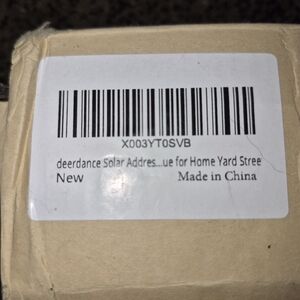 X003YT0SVB
deerdance Solar Addres...ue for Home Yard Stree
New Made in China